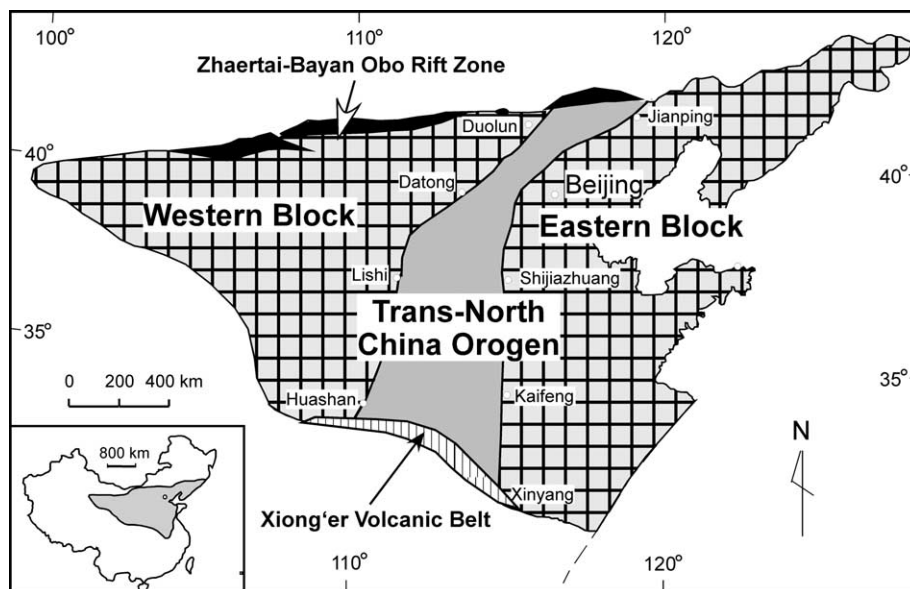 100°
110°
120°
Zhaertai-Bayan Obo Rift Zone
Duolun
Jianping
40°
40°
Datong
Beijing
Western Block
Eastern Block
Lishi
Shijiazhuang
Trans-North
China Orogen
35°
35°
0 200 400 km
Huashan
Kaifeng
N
800 km
Xinyang
Xiong‘er Volcanic Belt
110°
120°